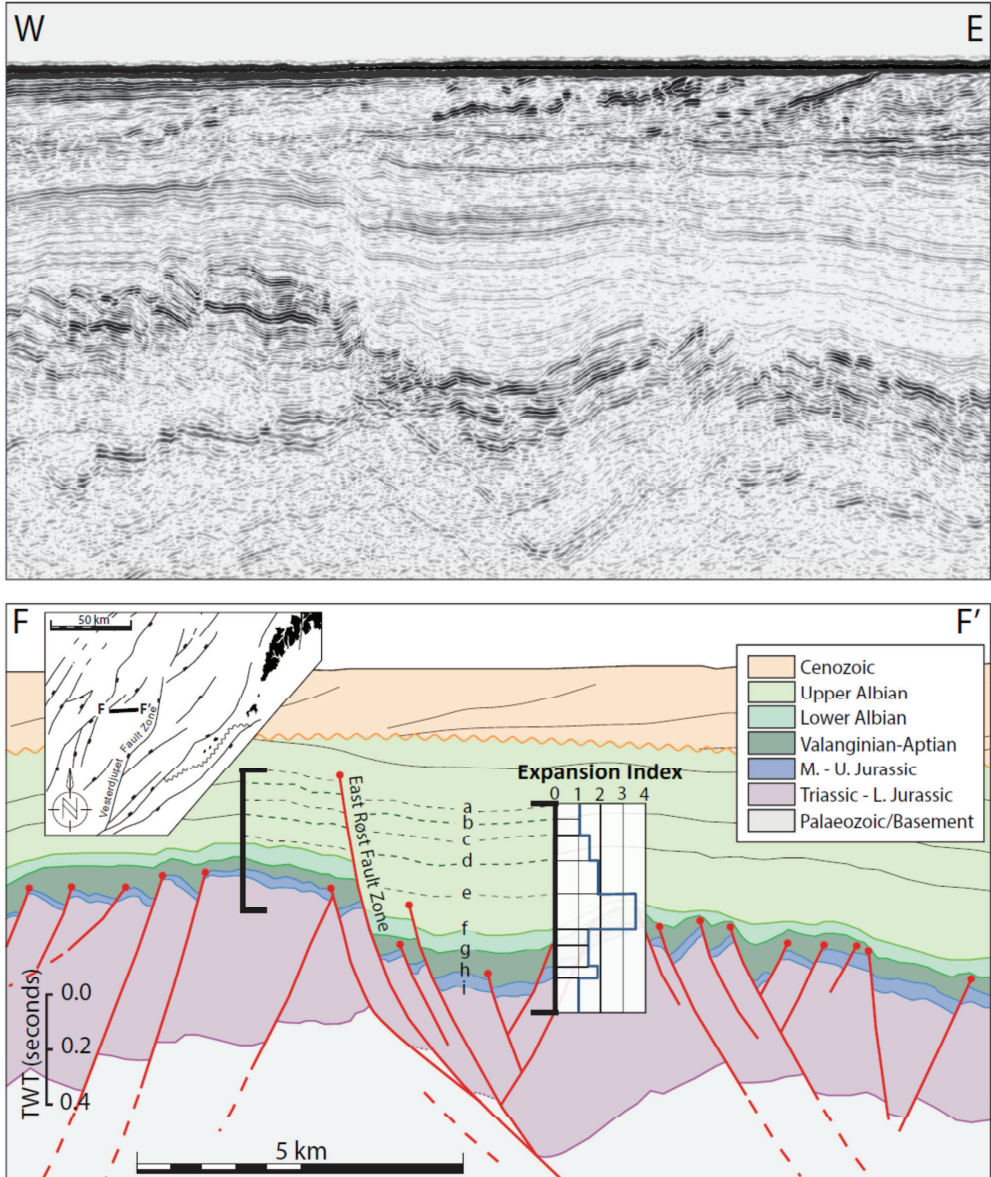 W
E
F
F’
50 km
F
F’
Vesterdjupet Fault Zone
N
Cenozoic
Upper Albian
Lower Albian
Valanginian-Aptian
M. - U. Jurassic
Triassic - L. Jurassic
Palaeozoic/Basement
Expansion Index
0 1 2 3 4
East Røst Fault Zone
a
b
c
d
e
f
g
h
i
TWT (seconds)
0.0
0.2
0.4
5 km